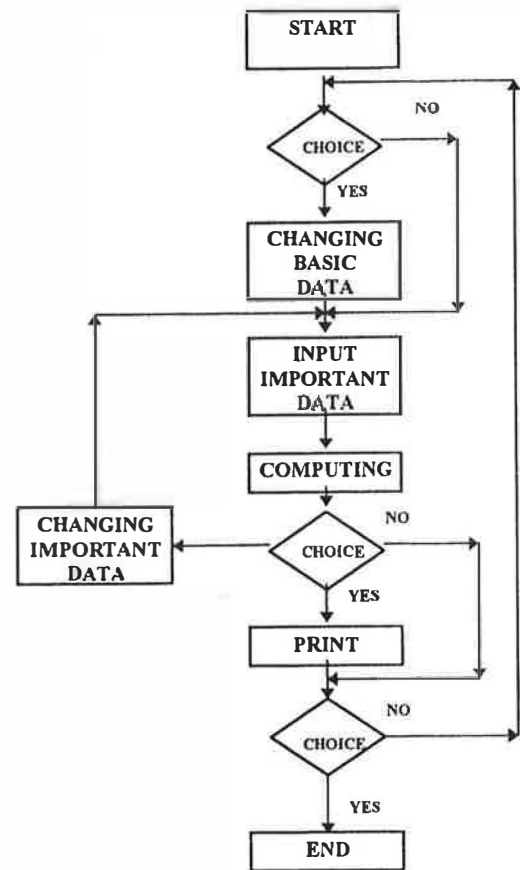 START
NO
CHOICE
YES
CHANGING
BASIC
DATA
INPUT
IMPORTANT
DATA
COMPUTING
CHANGING
IMPORTANT
DATA
NO
CHOICE
YES
PRINT
NO
CHOICE
YES
END